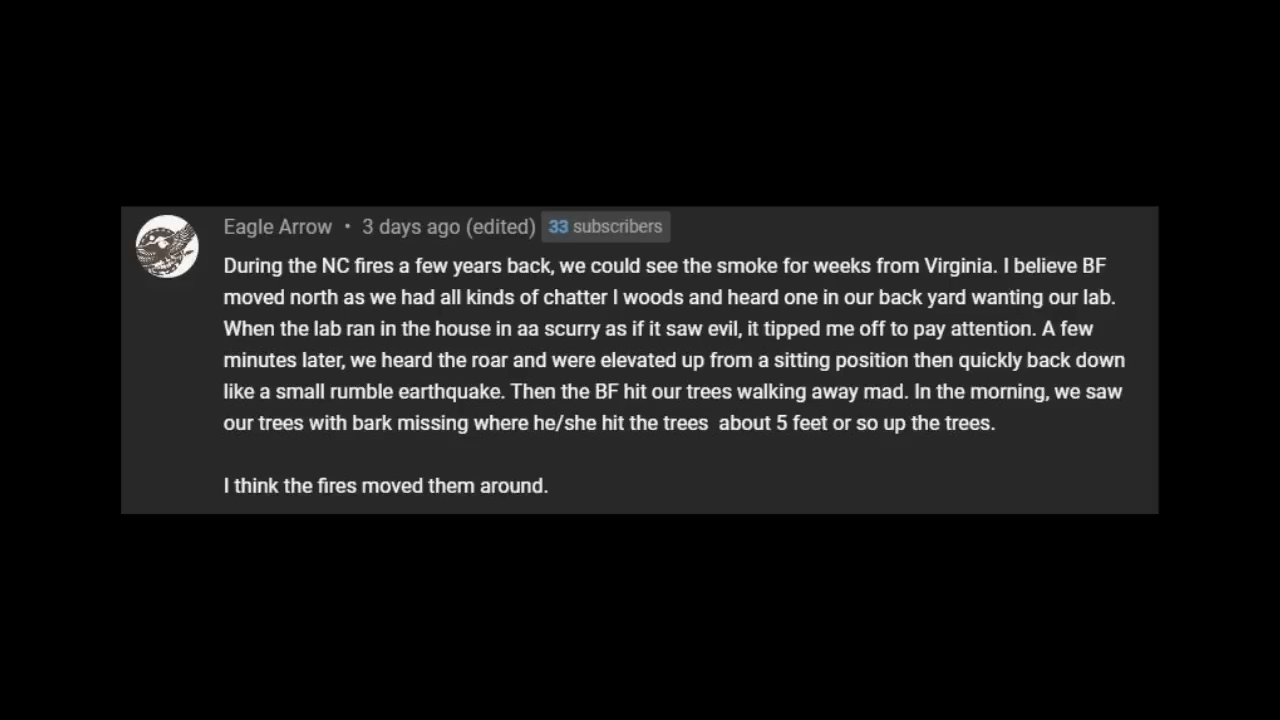 Eagle Arrow • 3 days ago (edited) 33 subscribers
During the NC fires a few years back, we could see the smoke for weeks from Virginia. I believe BF
moved north as we had all kinds of chatter I woods and heard one in our back yard wanting our lab.
When the lab ran in the house in aa scurry as if it saw evil, it tipped me off to pay attention. A few
minutes later, we heard the roar and were elevated up from a sitting position then quickly back down
like a small rumble earthquake. Then the BF hit our trees walking away mad. In the morning, we saw
our trees with bark missing where he/she hit the trees  about 5 feet or so up the trees.
I think the fires moved them around.